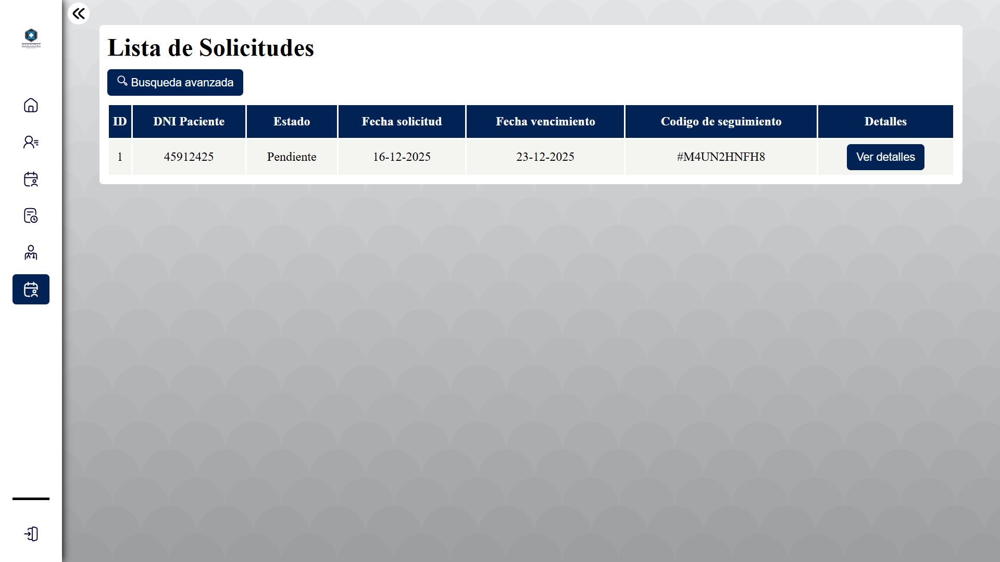 HOSPITAL
Lista de Solicitudes
Busqueda avanzada
ID DNI Paciente Estado Fecha solicitud Fecha vencimiento Codigo de seguimiento Detalles
1 45912425 Pendiente 16-12-2025 23-12-2025 #M4UN2HNFH8 Ver detalles